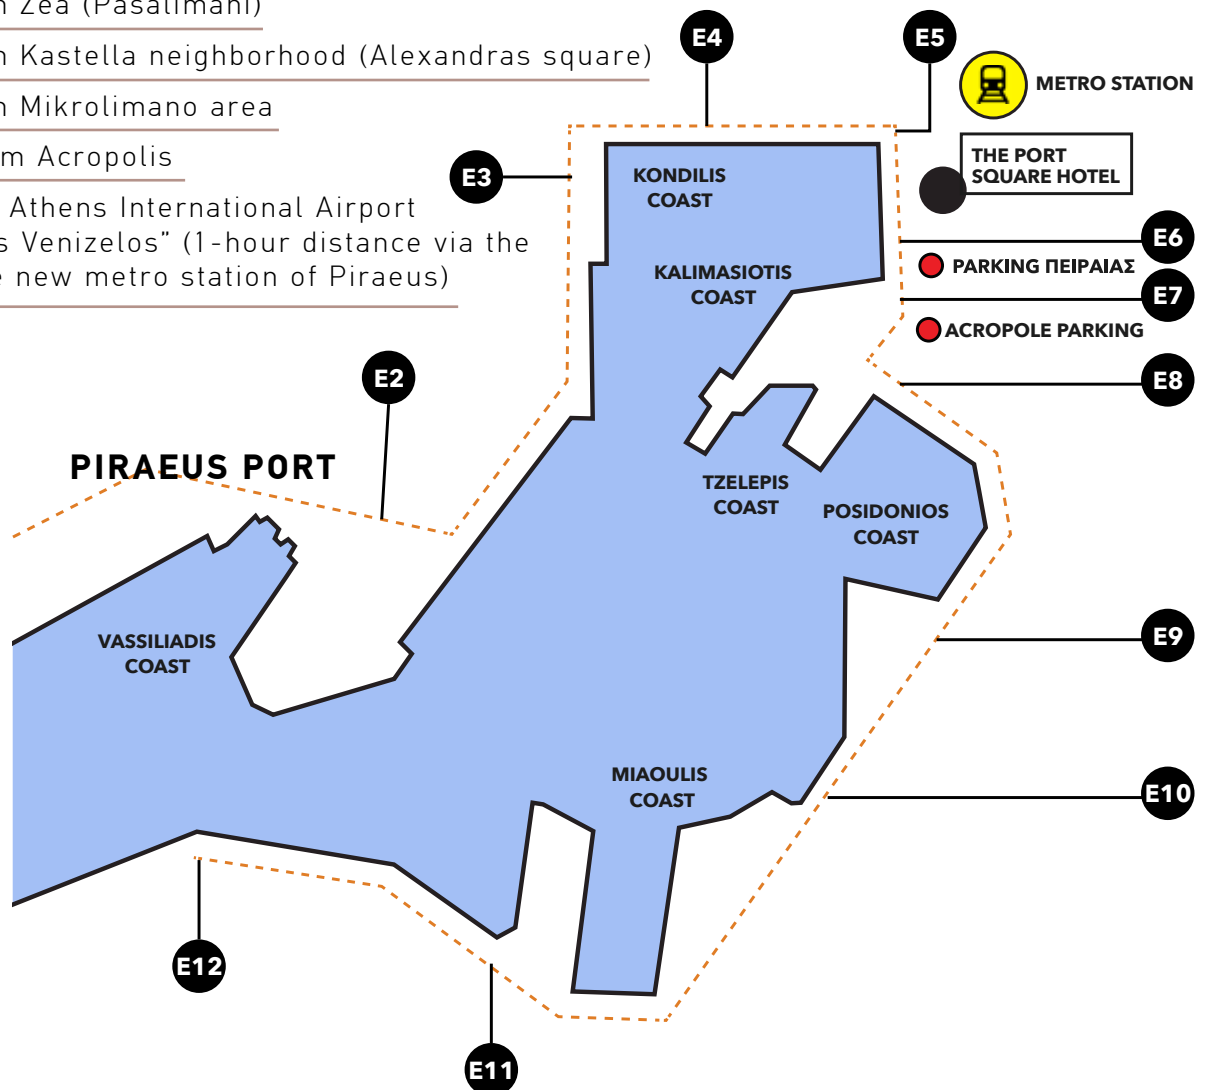 Zea (Pasalimani)
Kastella neighborhood (Alexandras square)
Mikrolimano area
Acropolis
Athens International Airport
Venizelos” (1-hour distance via the
new metro station of Piraeus)
E4
E5
METRO STATION
THE PORT
SQUARE HOTEL
E3
KONDILIS
COAST
E6
PARKING ΠΕΙΡΑΙΑΣ
KALIMASIOTIS
COAST
E7
ACROPOLE PARKING
E2
E8
PIRAEUS PORT
TZELEPIS
COAST
POSIDONIOS
COAST
VASSILIADIS
COAST
E9
MIAOULIS
COAST
E10
E12
E11